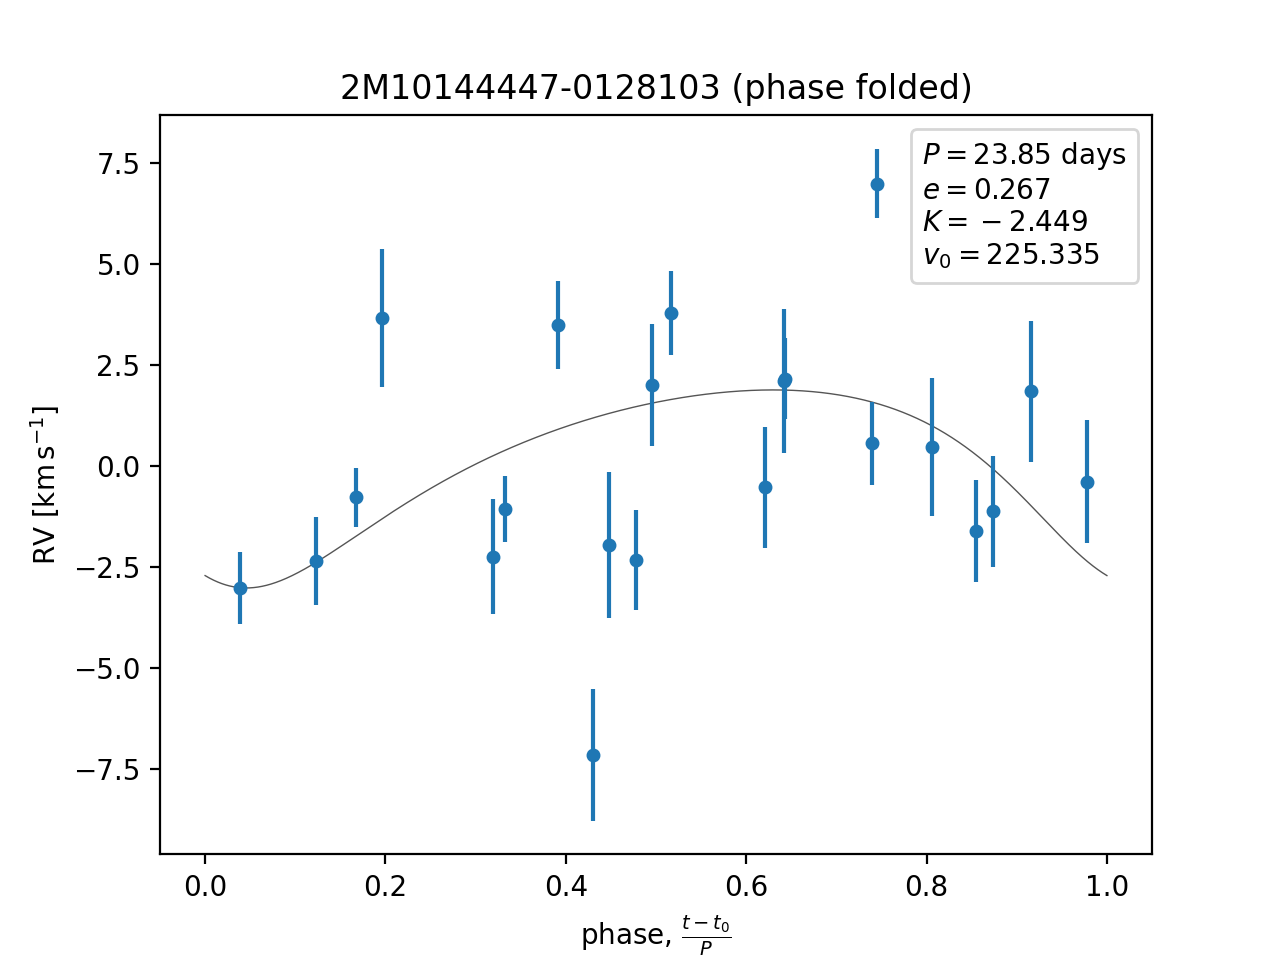 2M10144447-0128103 (phase folded)
P = 23.85 days
e = 0.267
K = −2.449
v₀ = 225.335
7.5
5.0
2.5
0.0
−2.5
−5.0
−7.5
RV [km s⁻¹]
0.0 0.2 0.4 0.6 0.8 1.0
phase, (t − t₀)/P